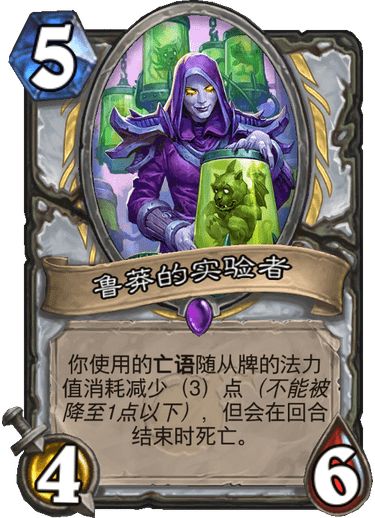 5
鲁莽的实验者
你使用的亡语随从牌的法力
值消耗减少（3）点（不能被
降至1点以下），但会在回合
结束时死亡。
4
6